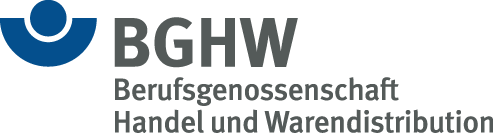 BGHW
Berufsgenossenschaft
Handel und Warendistribution